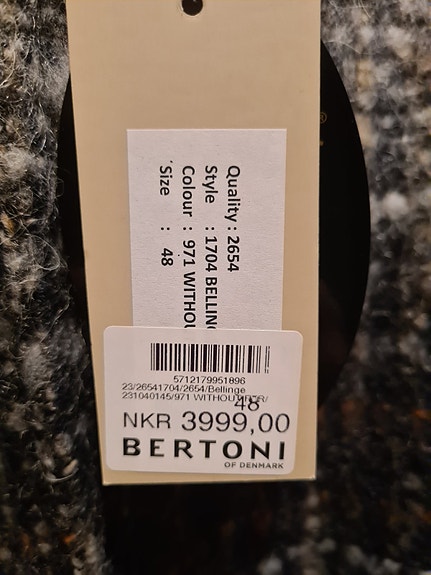 Quality : 2654
Style : 1704 BELLING
Colour : 971 WITHOU
Size : 48
5712179951896
23/26541704/2654/Bellinge
231040145/971 WITHOUT
48
NKR 3999,00
BERTONI
OF DENMARK
®